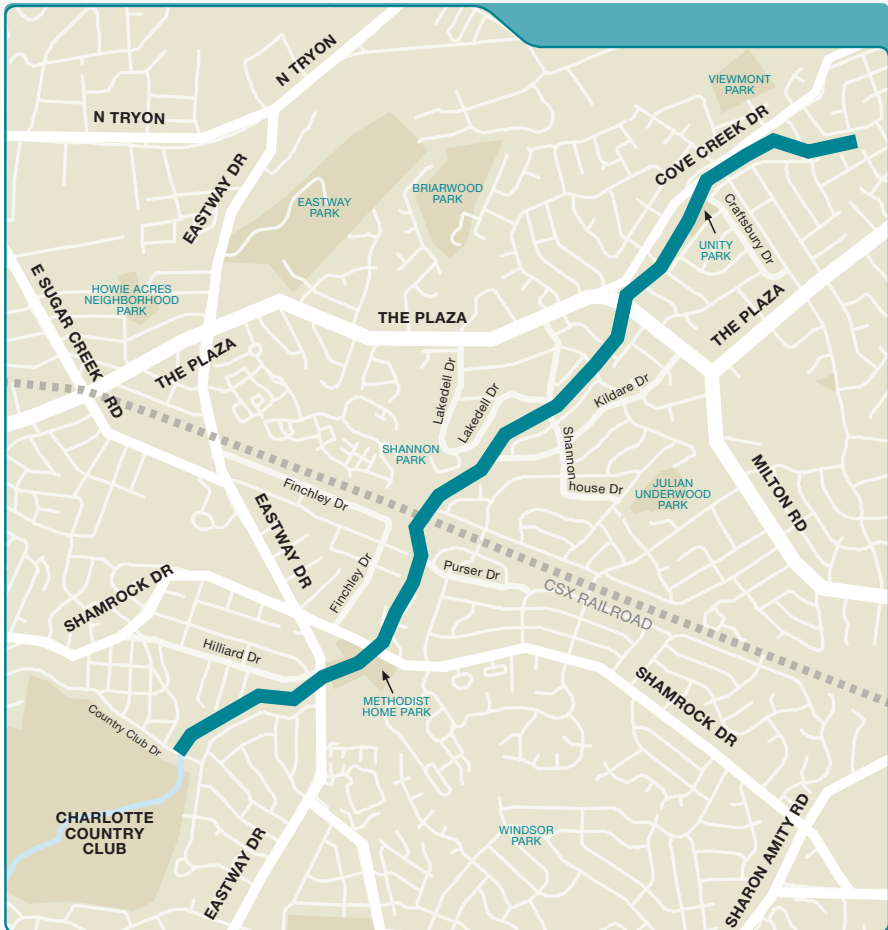 N TRYON
N TRYON
VIEWMONT
PARK
COVE CREEK DR
EASTWAY DR
BRIARWOOD
PARK
EASTWAY
PARK
Craftsbury Dr
UNITY
PARK
E SUGAR CREEK RD
HOWIE ACRES
NEIGHBORHOOD
PARK
THE PLAZA
THE PLAZA
THE PLAZA
Lakedell Dr
Lakedell Dr
Kildare Dr
SHANNON
PARK
Shannon
house Dr
JULIAN
UNDERWOOD
PARK
MILTON RD
Finchley Dr
EASTWAY DR
Finchley Dr
Purser Dr
CSX RAILROAD
SHAMROCK DR
Hilliard Dr
METHODIST
HOME PARK
SHAMROCK DR
Country Club Dr
CHARLOTTE
COUNTRY
CLUB
WINDSOR
PARK
EASTWAY DR
SHARON AMITY RD